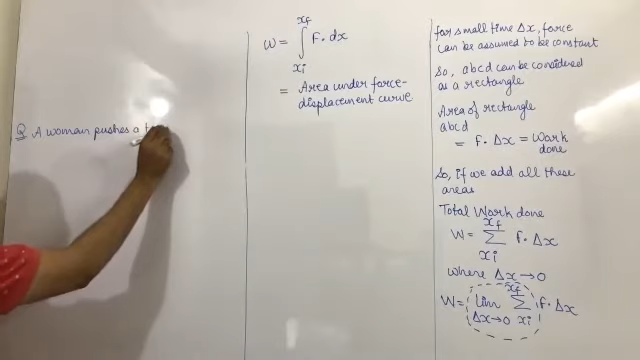 Q A woman pushes a t
W = ∫ F. dx
xf
xi
= Area under force-
displacement curve
for small time Δx, force
can be assumed to be constant
So, abcd can be considered
as a rectangle
Area of rectangle
abcd
= F. Δx = Work
done
So, if we add all these
areas
Total Work done
xf
W = Σ F. Δx
xi
where Δx→0
xf
W = lim Σ F. Δx
Δx→0 xi